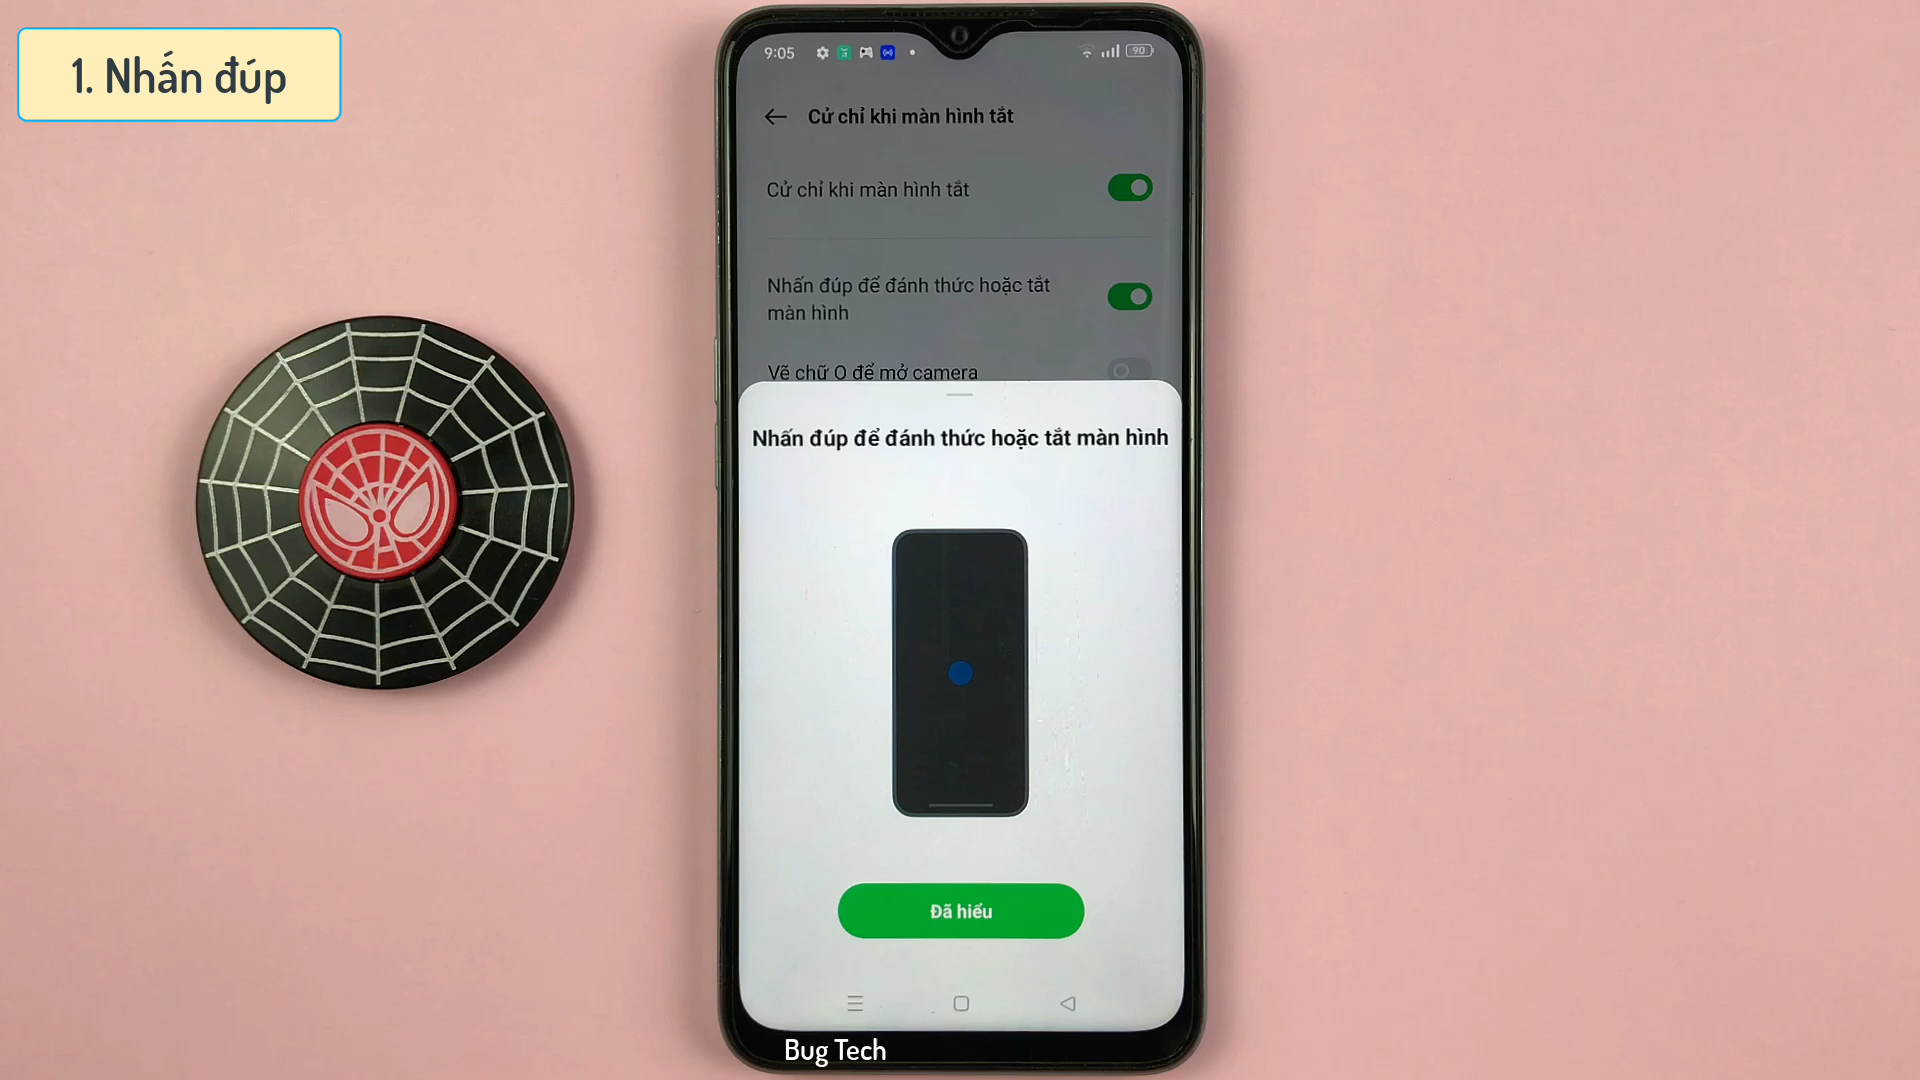 1. Nhấn đúp
9:05
90
Cử chỉ khi màn hình tắt
Cử chỉ khi màn hình tắt
Nhấn đúp để đánh thức hoặc tắt
màn hình
Vẽ chữ O để mở camera
Nhấn đúp để đánh thức hoặc tắt màn hình
Đã hiểu
Bug Tech